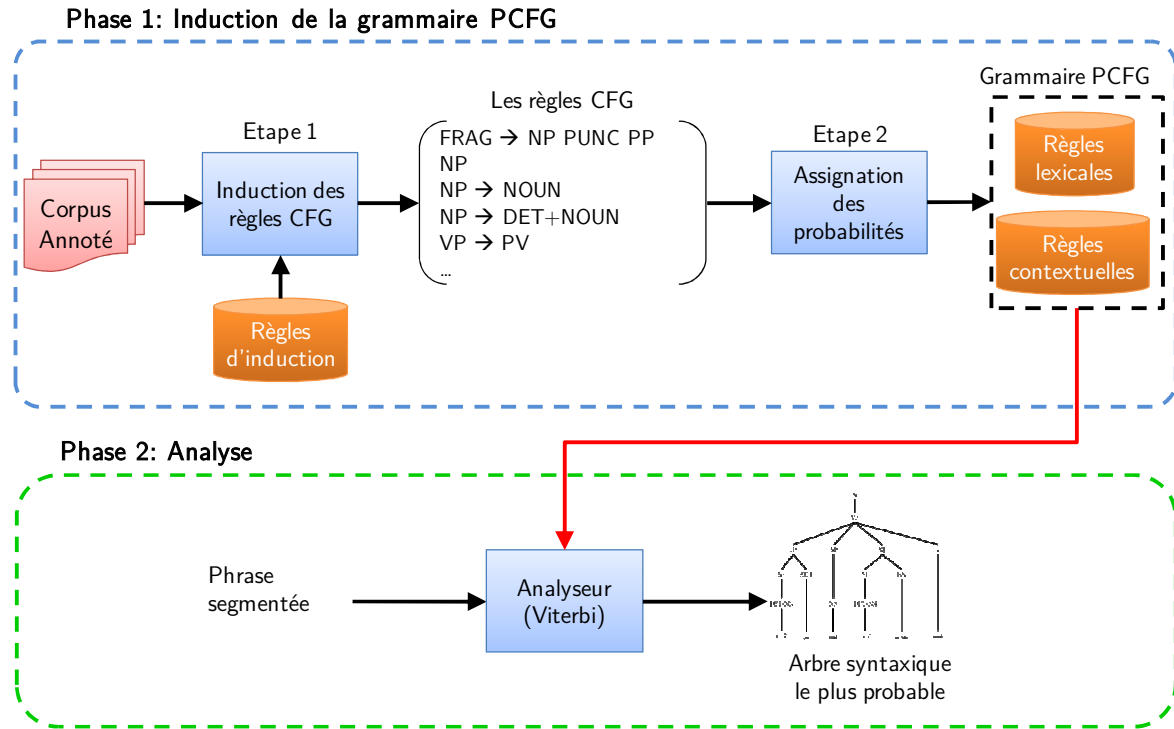 Phase 1: Induction de la grammaire PCFG
Grammaire PCFG
Les règles CFG
Etape 1
Etape 2
Corpus
Annoté
Induction des
règles CFG
FRAG → NP PUNC PP
NP
NP → NOUN
NP → DET+NOUN
VP → PV
...
Assignation
des
probabilités
Règles
lexicales
Règles
contextuelles
Règles
d'induction
Phase 2: Analyse
Phrase
segmentée
Analyseur
(Viterbi)
Arbre syntaxique
le plus probable